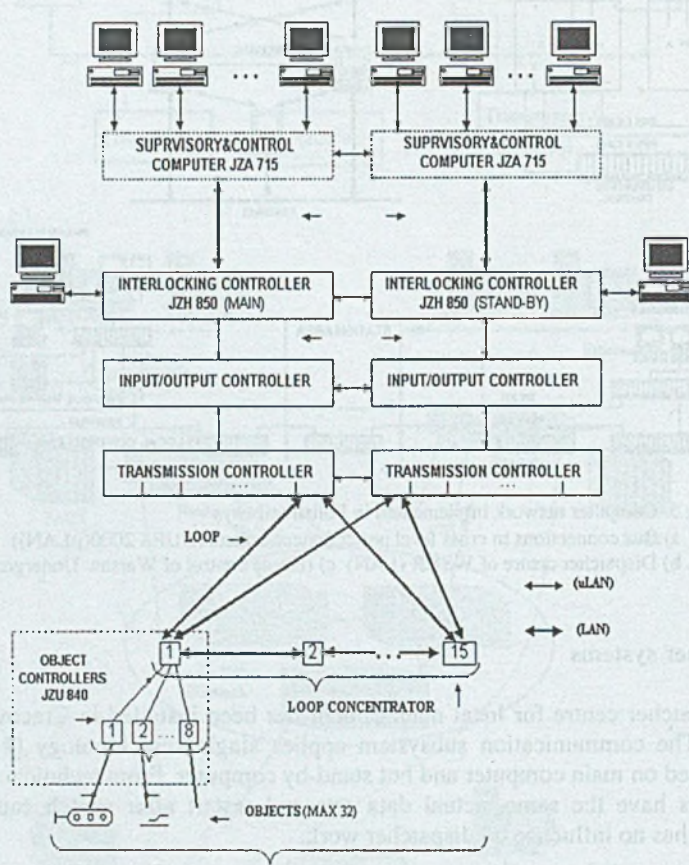 SUPRVISORY&CONTROL
COMPUTER JZA 715
SUPRVISORY&CONTROL
COMPUTER JZA 715
INTERLOCKING CONTROLLER
JZH 850 (MAIN)
INTERLOCKING CONTROLLER
JZH 850 (STAND-BY)
INPUT/OUTPUT CONTROLLER
INPUT/OUTPUT CONTROLLER
TRANSMISSION CONTROLLER
TRANSMISSION CONTROLLER
LOOP
(uLAN)
(LAN)
1
2
...
15
OBJECT
CONTROLLERS
JZU 840
LOOP CONCENTRATOR
1
2
...
8
OBJECTS (MAX 32)